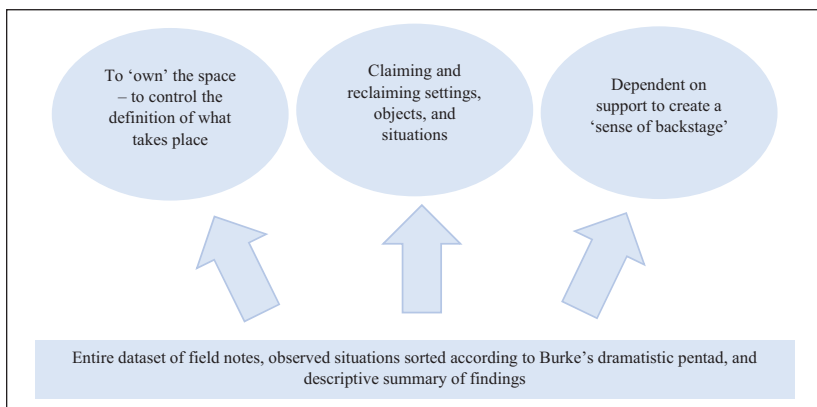 To ‘own’ the space
– to control the
definition of what
takes place
Claiming and
reclaiming settings,
objects, and
situations
Dependent on
support to create a
‘sense of backstage’
Entire dataset of field notes, observed situations sorted according to Burke’s dramatistic pentad, and
descriptive summary of findings